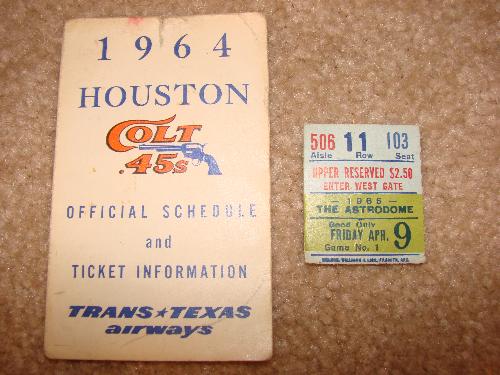 1964
HOUSTON
COLT
.45s
OFFICIAL SCHEDULE
and
TICKET INFORMATION
TRANS★TEXAS
airways
506 11 103
Aisle Row Seat
UPPER RESERVED $2.50
ENTER WEST GATE
1965
THE ASTRODOME
Good Only
FRIDAY APR. 9
Game No. 1